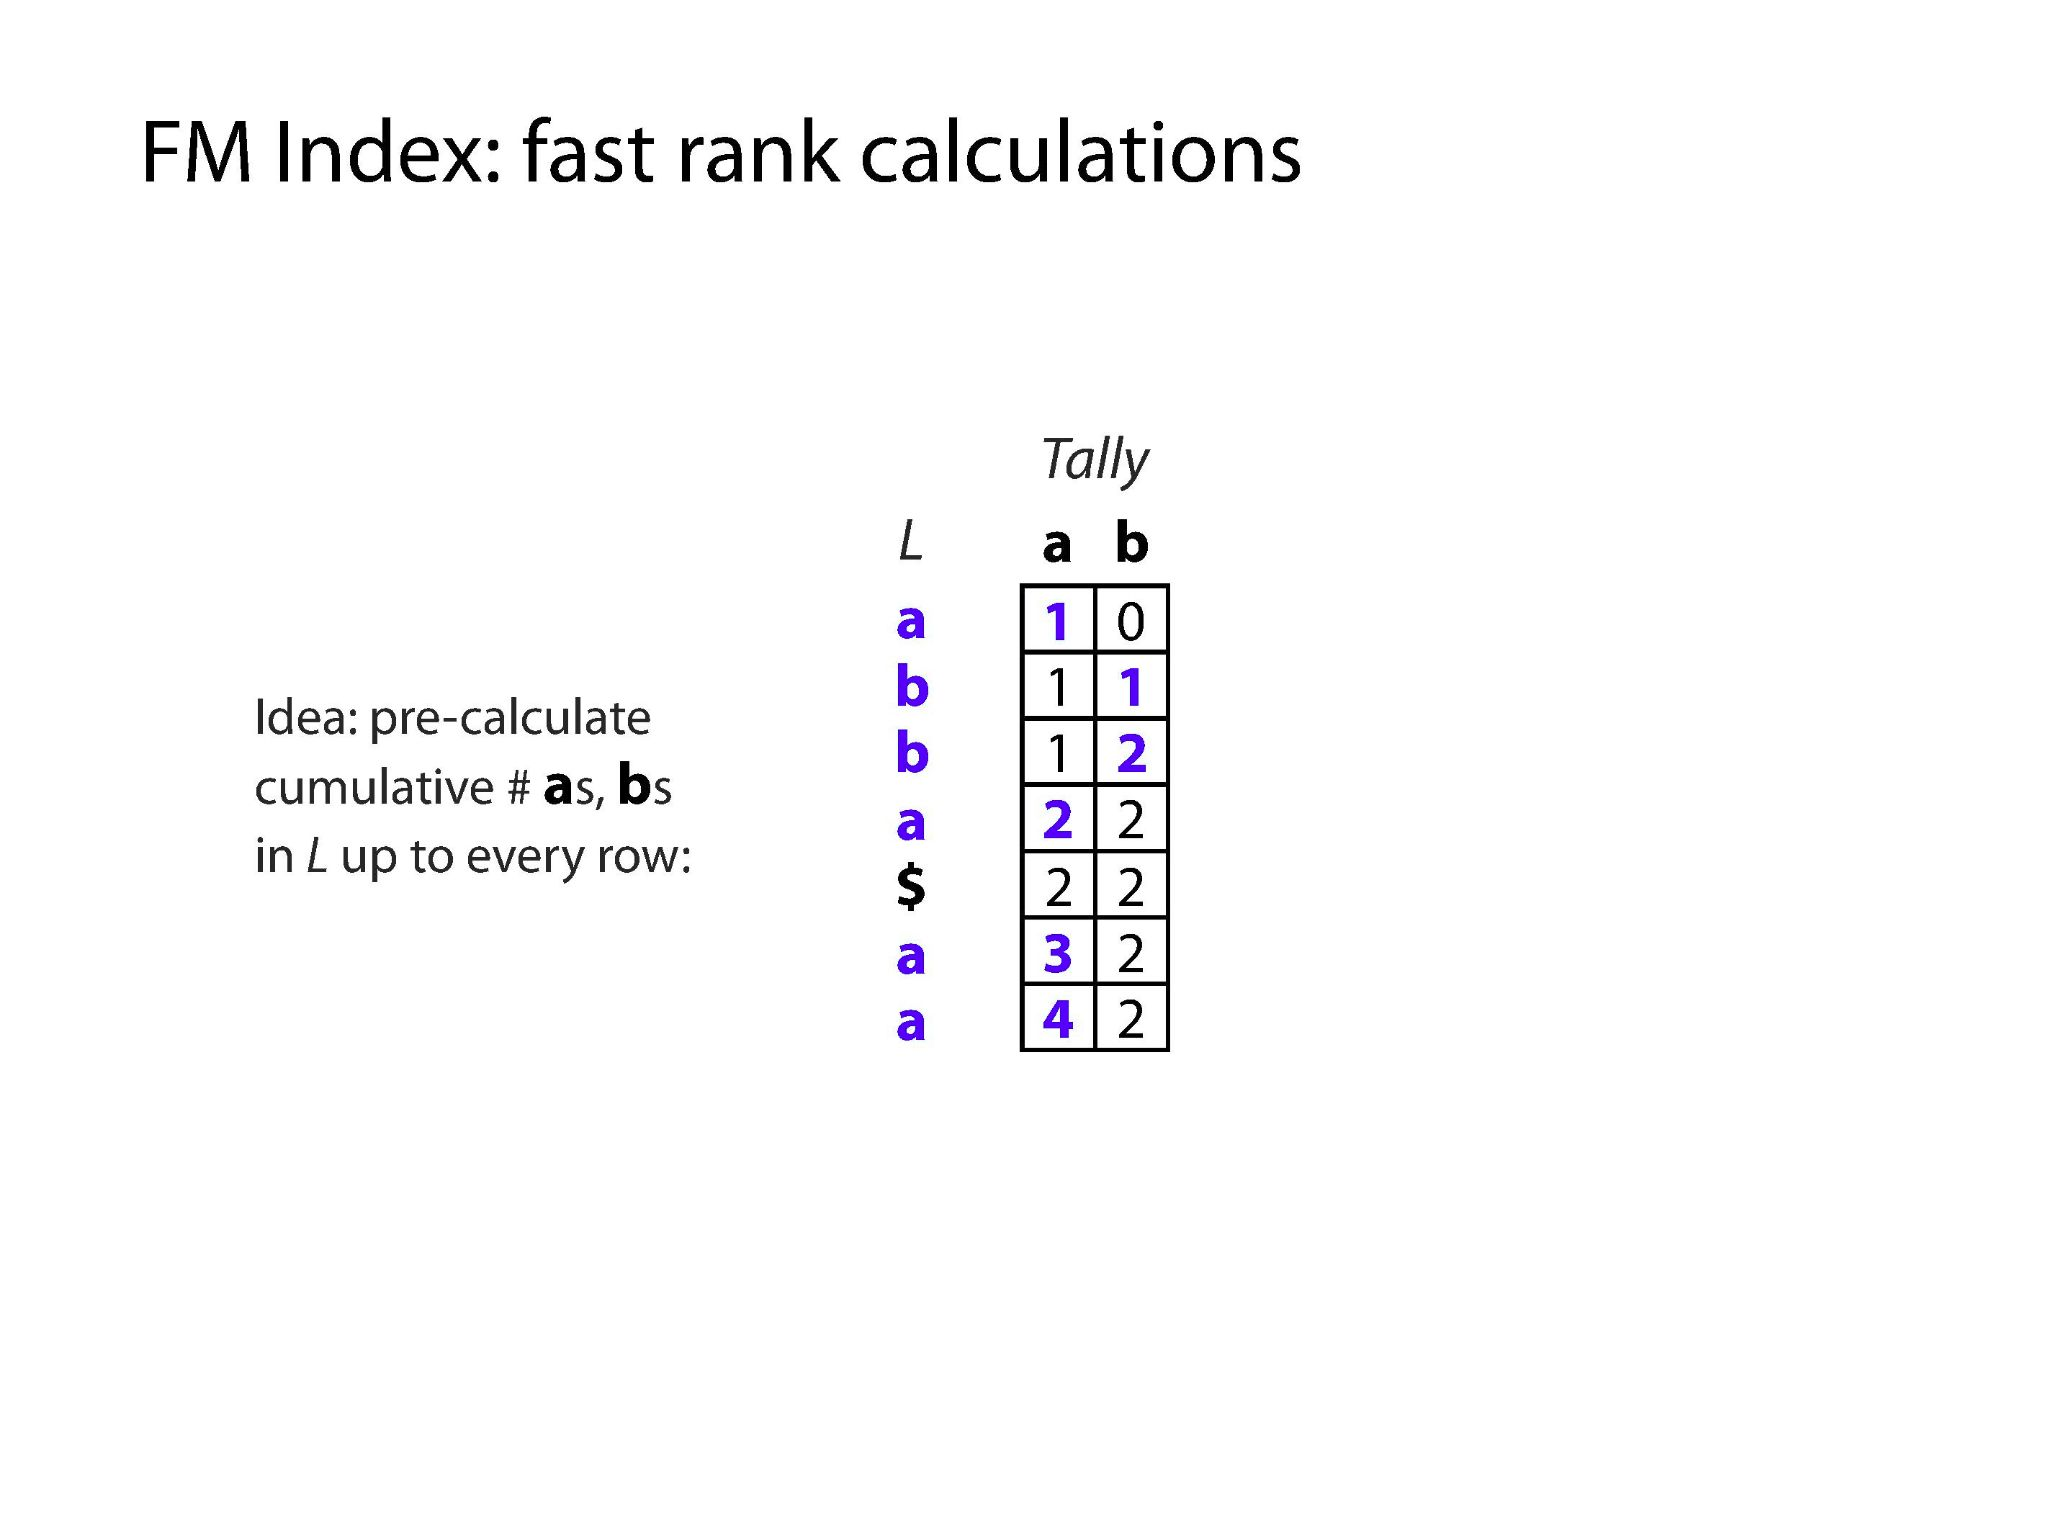 FM Index: fast rank calculations
Tally
L a b
a 1 0
b 1 1
Idea: pre-calculate
b 1 2
cumulative # as, bs
a 2 2
in L up to every row:
$ 2 2
a 3 2
a 4 2